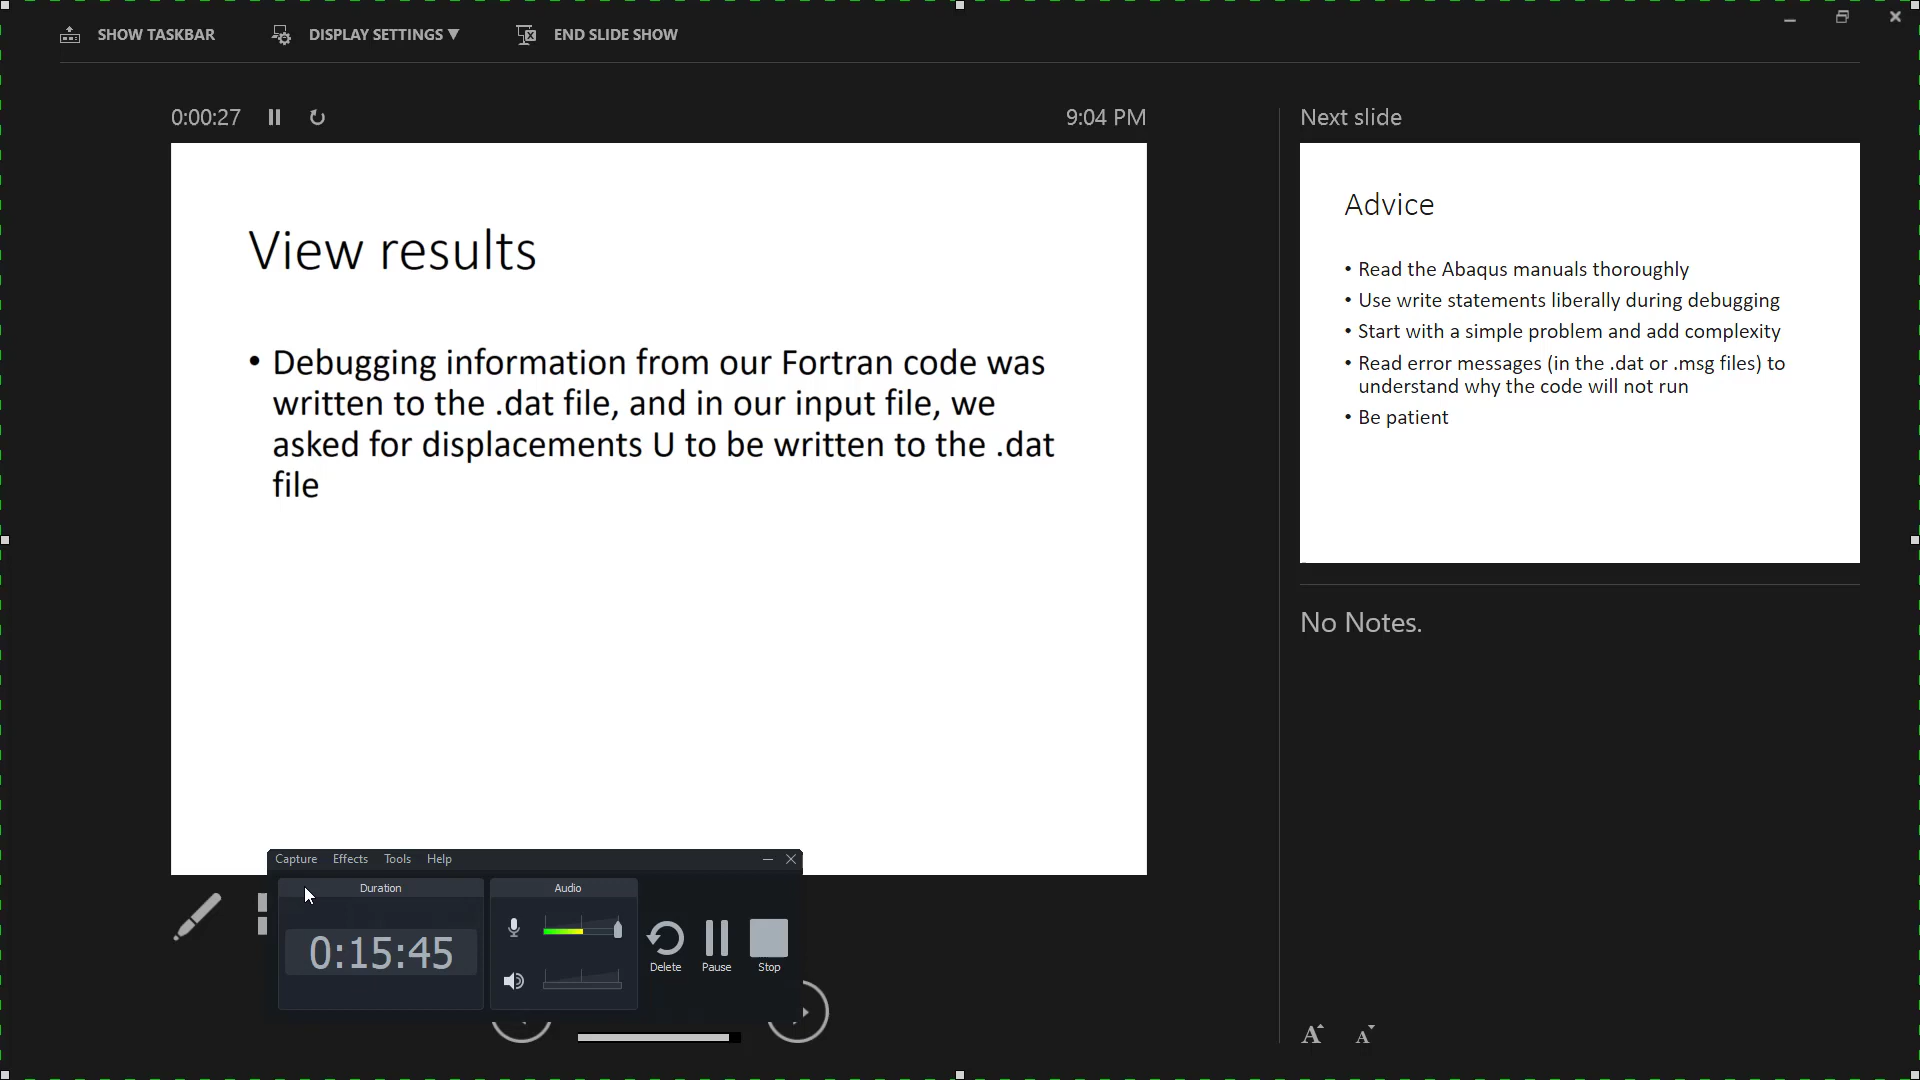 SHOW TASKBAR DISPLAY SETTINGS ▼ END SLIDE SHOW
0:00:27 9:04 PM
View results
• Debugging information from our Fortran code was
written to the .dat file, and in our input file, we
asked for displacements U to be written to the .dat
file
Next slide
Advice
• Read the Abaqus manuals thoroughly
• Use write statements liberally during debugging
• Start with a simple problem and add complexity
• Read error messages (in the .dat or .msg files) to
understand why the code will not run
• Be patient
No Notes.
Capture Effects Tools Help
Duration Audio
0:15:45
Delete Pause Stop
A A